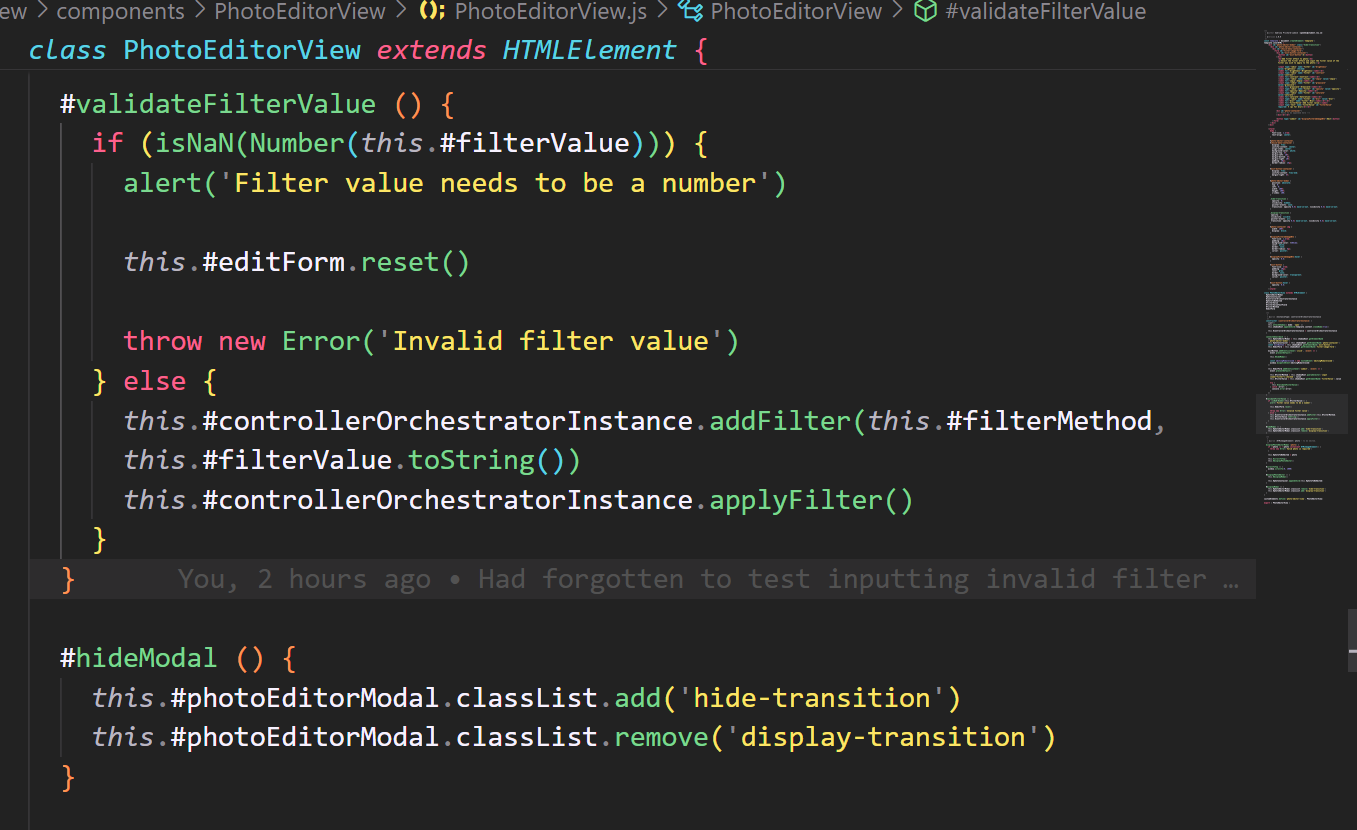 ew > components > PhotoEditorView > PhotoEditorView.js > PhotoEditorView > #validateFilterValue
class PhotoEditorView extends HTMLElement {
#validateFilterValue () {
if (isNaN(Number(this.#filterValue))) {
alert('Filter value needs to be a number')
this.#editForm.reset()
throw new Error('Invalid filter value')
} else {
this.#controllerOrchestratorInstance.addFilter(this.#filterMethod,
this.#filterValue.toString())
this.#controllerOrchestratorInstance.applyFilter()
}
} You, 2 hours ago • Had forgotten to test inputting invalid filter …
#hideModal () {
this.#photoEditorModal.classList.add('hide-transition')
this.#photoEditorModal.classList.remove('display-transition')
}